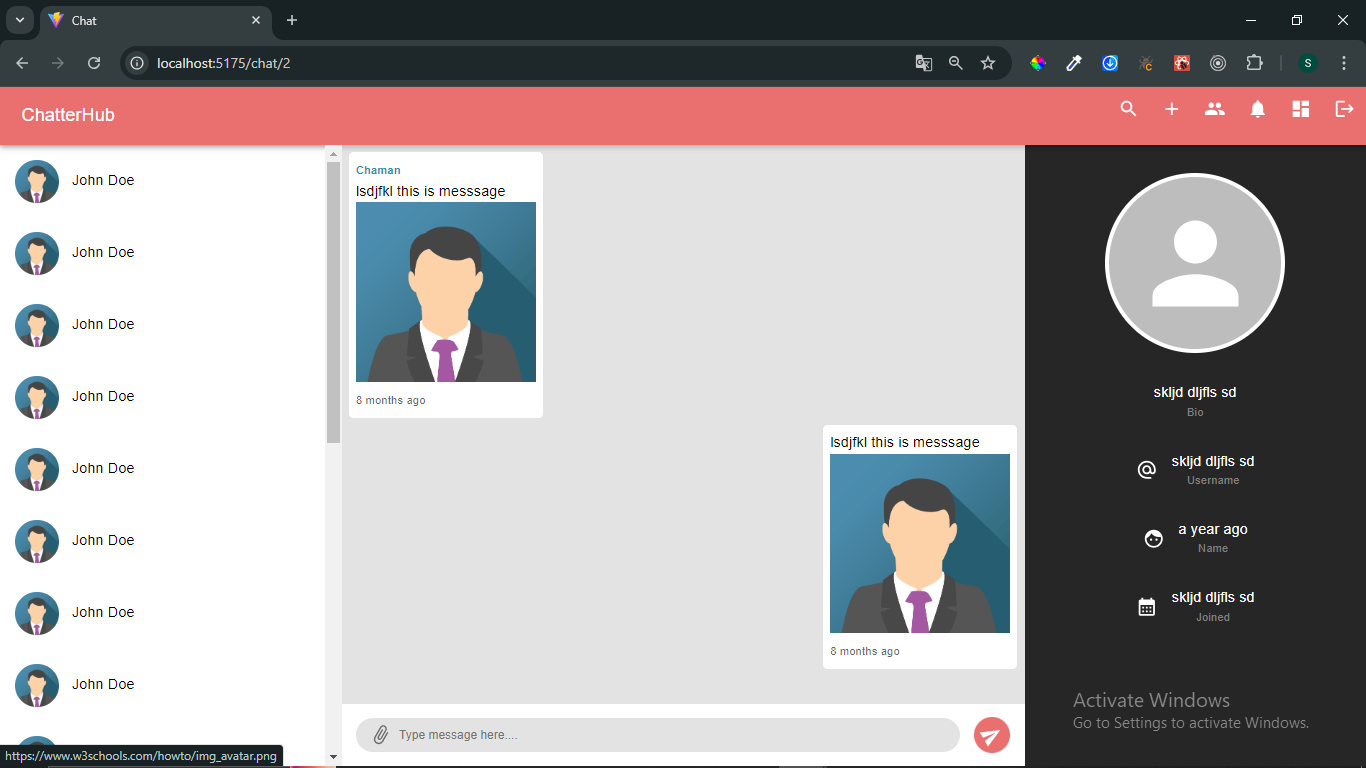 Chat
localhost:5175/chat/2
S
ChatterHub
John Doe
John Doe
John Doe
John Doe
John Doe
John Doe
John Doe
John Doe
https://www.w3schools.com/howto/img_avatar.png
Chaman
lsdjfkl this is messsage
8 months ago
lsdjfkl this is messsage
8 months ago
Type message here....
skljd dljfls sd
Bio
skljd dljfls sd
Username
a year ago
Name
skljd dljfls sd
Joined
Activate Windows
Go to Settings to activate Windows.